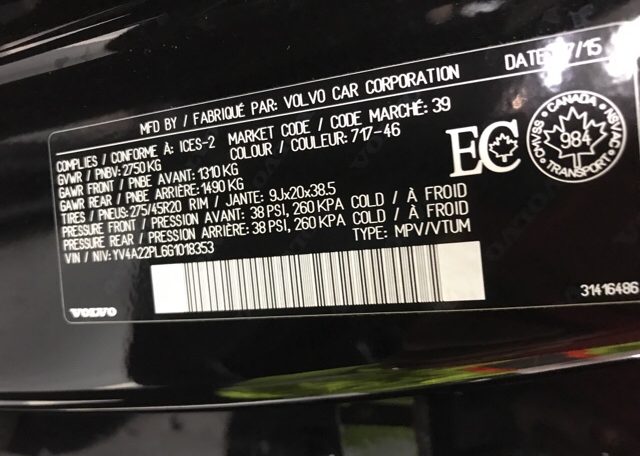 MFD BY / FABRIQUÉ PAR: VOLVO CAR CORPORATION DATE: 7/15
COMPLIES / CONFORME À: ICES-2 MARKET CODE / CODE MARCHÉ: 39
GVWR / PNBV: 2750 KG COLOUR / COULEUR: 717-46
GAWR FRONT / PNBE AVANT: 1310 KG
GAWR REAR / PNBE ARRIÈRE: 1490 KG
TIRES / PNEUS: 275/45R20 RIM / JANTE: 9Jx20x38.5
PRESSURE FRONT / PRESSION AVANT: 38 PSI, 260 KPA COLD / À FROID
PRESSURE REAR / PRESSION ARRIÈRE: 38 PSI, 260 KPA COLD / À FROID
VIN / NIV: YV4A22PL6G1018353 TYPE: MPV/VTUM
EC
CANADA
CMVSS NSVAC
984
TRANSPORT
VOLVO
31416486